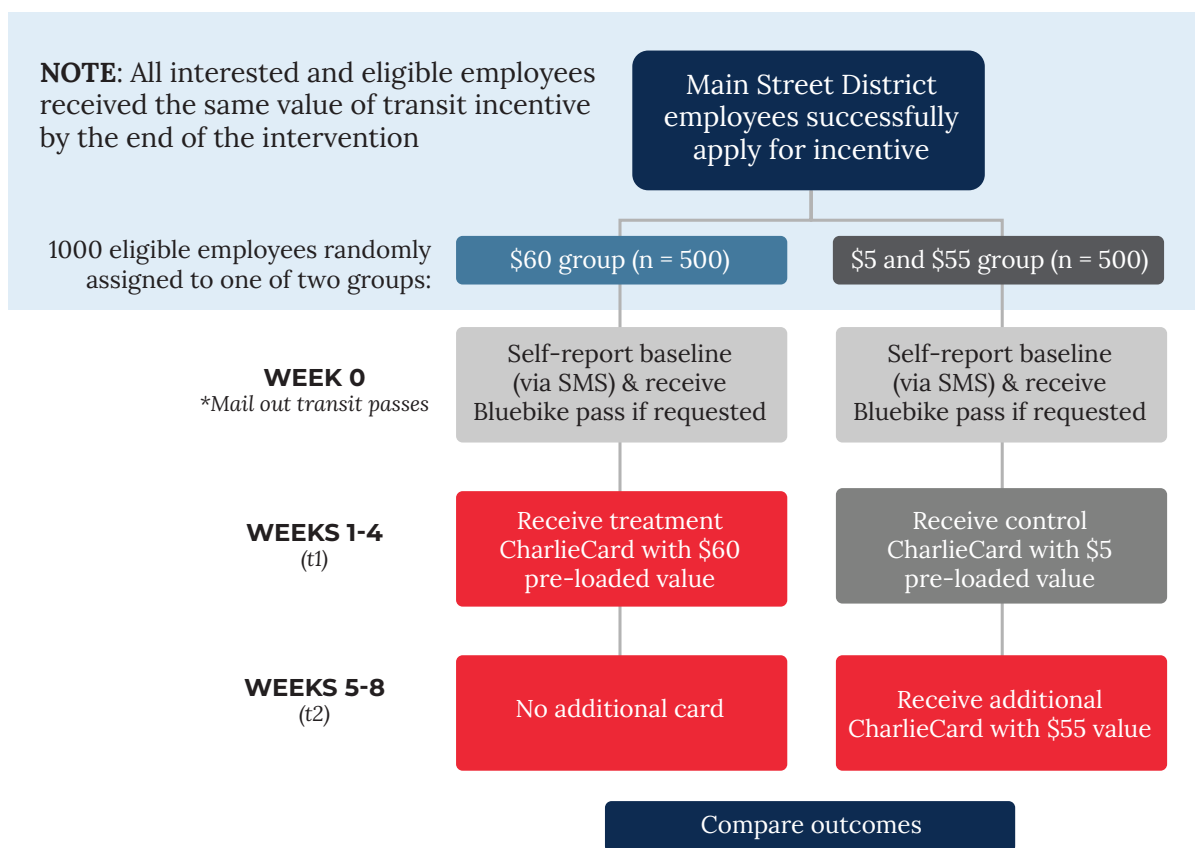 NOTE: All interested and eligible employees
received the same value of transit incentive
by the end of the intervention
Main Street District
employees successfully
apply for incentive
1000 eligible employees randomly
assigned to one of two groups:
$60 group (n = 500)
$5 and $55 group (n = 500)
WEEK 0
*Mail out transit passes
Self-report baseline
(via SMS) & receive
Bluebike pass if requested
Self-report baseline
(via SMS) & receive
Bluebike pass if requested
WEEKS 1-4
(t1)
Receive treatment
CharlieCard with $60
pre-loaded value
Receive control
CharlieCard with $5
pre-loaded value
WEEKS 5-8
(t2)
No additional card
Receive additional
CharlieCard with $55 value
Compare outcomes